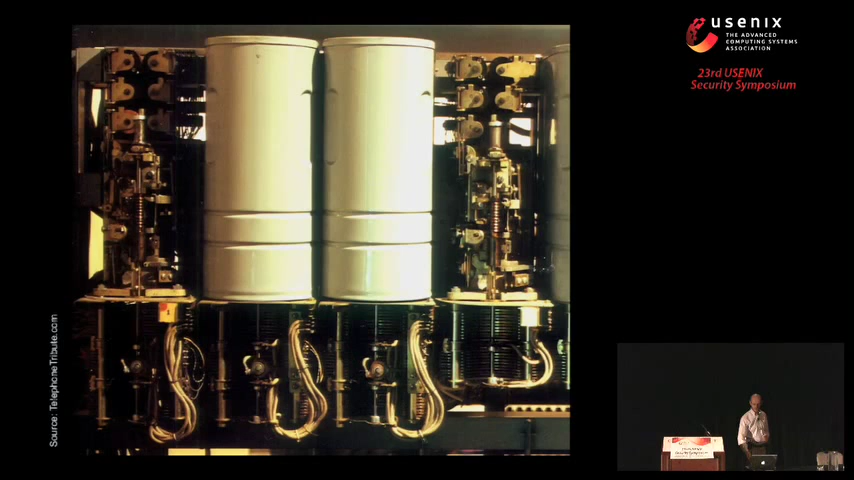 usenix
THE ADVANCED
COMPUTING SYSTEMS
ASSOCIATION
23rd USENIX
Security Symposium
Source: TelephoneTribute.com